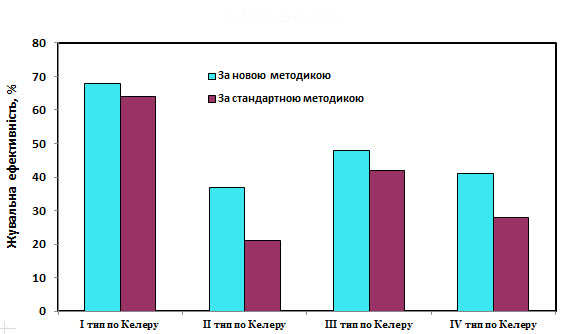 80
70
60
50
40
30
20
10
0
Жувальна ефективність, %
За новою методикою
За стандартною методикою
I тип по Келеру
II тип по Келеру
III тип по Келеру
IV тип по Келеру